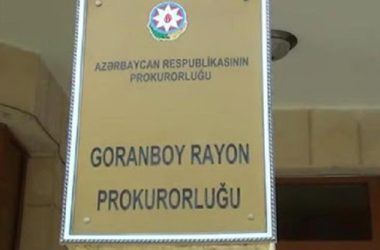 AZƏRBAYCAN RESPUBLİKASININ
PROKURORLUĞU
GORANBOY RAYON
PROKURORLUĞU